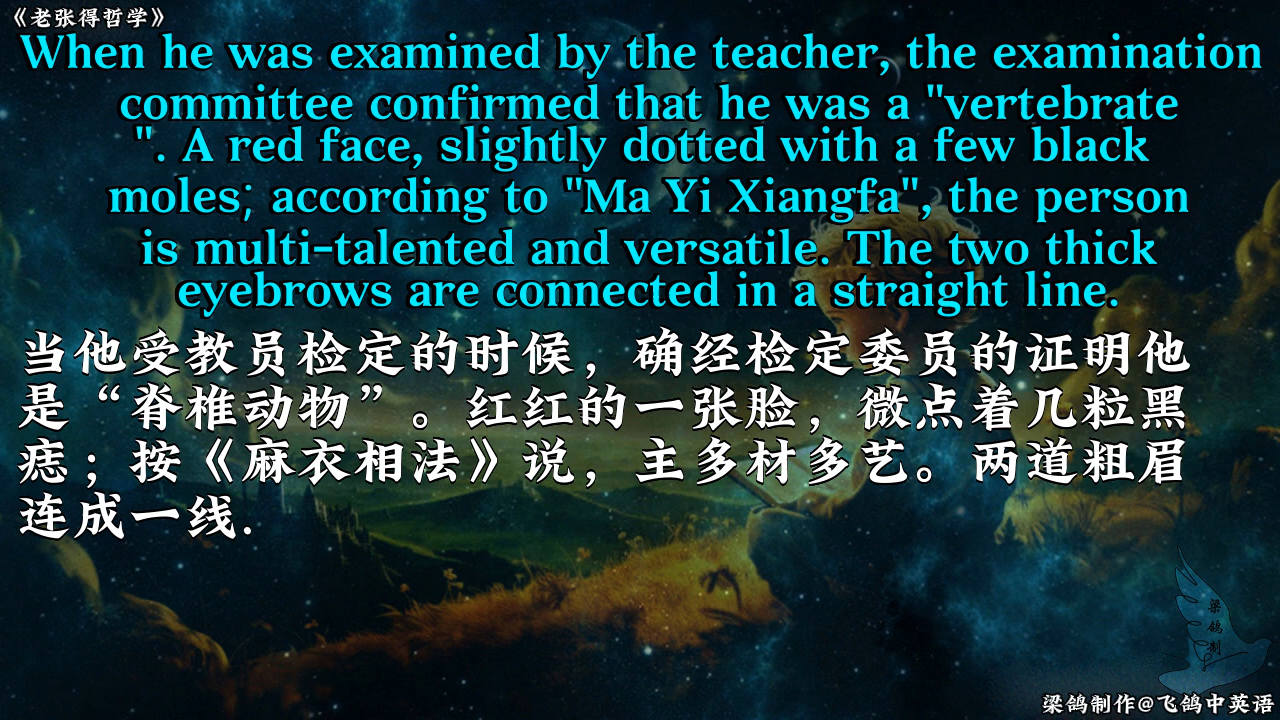 《老张得哲学》
When he was examined by the teacher, the examination
committee confirmed that he was a "vertebrate
". A red face, slightly dotted with a few black
moles; according to "Ma Yi Xiangfa", the person
is multi-talented and versatile. The two thick
eyebrows are connected in a straight line.
当他受教员检定的时候，确经检定委员的证明他
是“脊椎动物”。红红的一张脸，微点着几粒黑
痣；按《麻衣相法》说，主多材多艺。两道粗眉
连成一线.
梁鸽制
梁鸽制作@飞鸽中英语